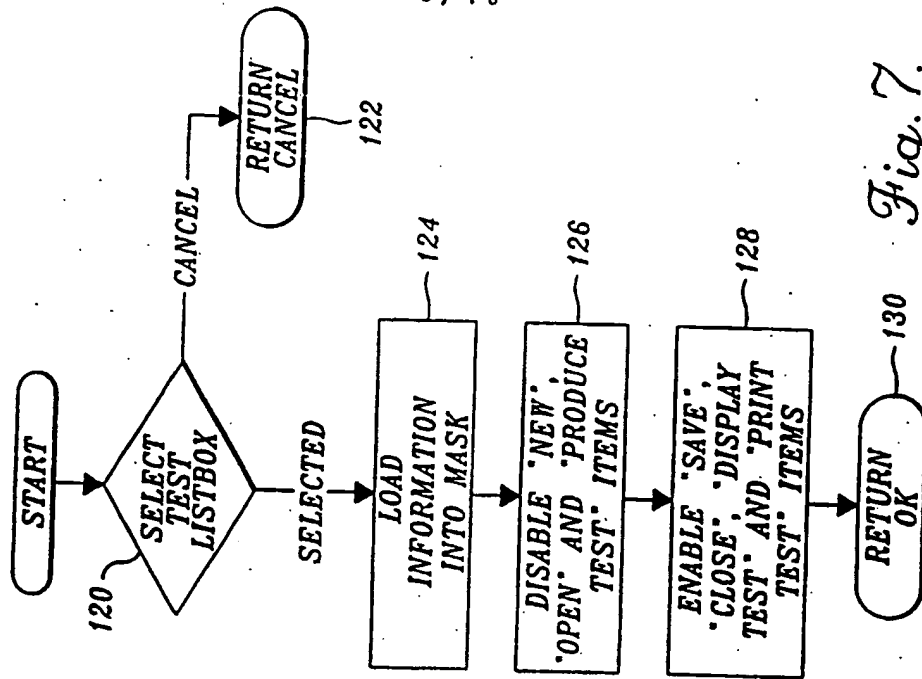 START
120
SELECT
TEST
LISTBOX
CANCEL
RETURN
CANCEL
122
SELECTED
LOAD
INFORMATION
INTO MASK
124
DISABLE "NEW",
"OPEN" AND "PRODUCE
TEST" ITEMS
126
ENABLE "SAVE",
"CLOSE", "DISPLAY
TEST" AND "PRINT
TEST" ITEMS
128
RETURN
OK
130
Fig. 7.